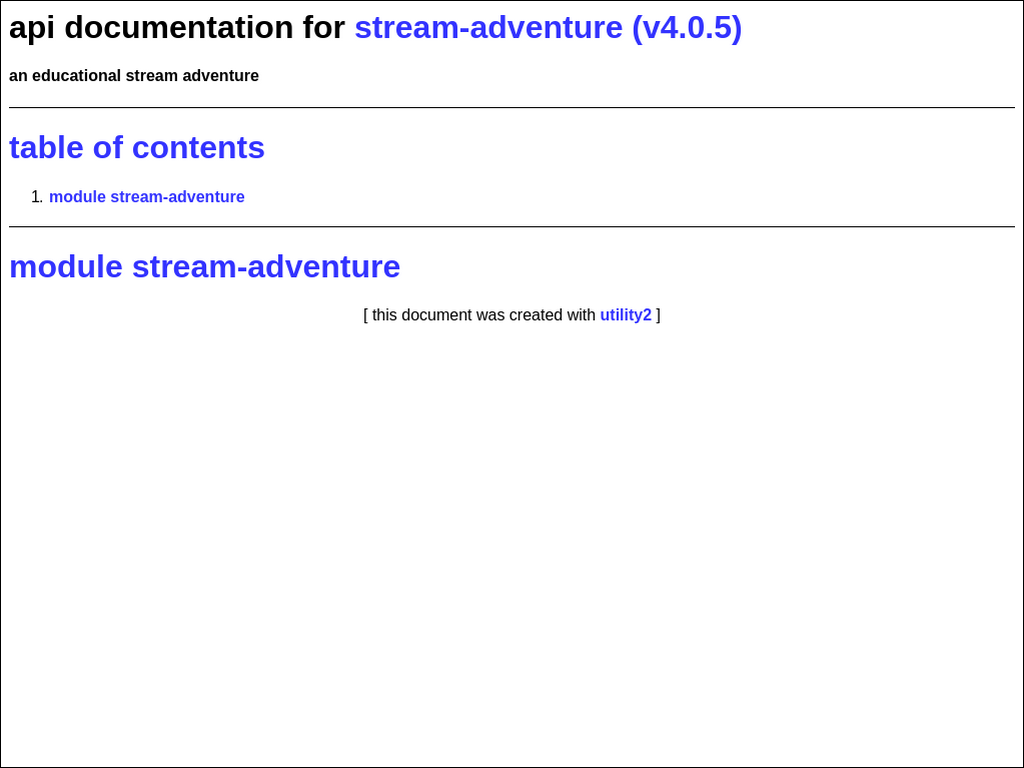 api documentation for stream-adventure (v4.0.5)
an educational stream adventure
table of contents
1. module stream-adventure
module stream-adventure
[ this document was created with utility2 ]